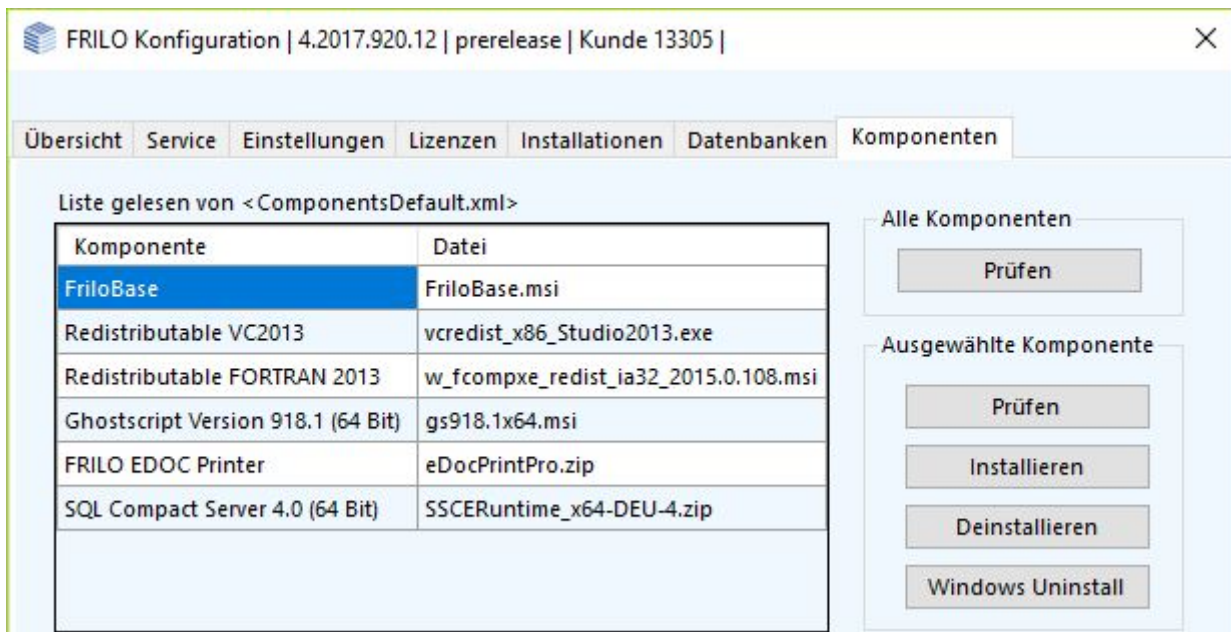 FRILO Konfiguration | 4.2017.920.12 | prerelease | Kunde 13305 |
Übersicht Service Einstellungen Lizenzen Installationen Datenbanken Komponenten
Liste gelesen von <ComponentsDefault.xml>
Komponente Datei
FriloBase FriloBase.msi
Redistributable VC2013 vcredist_x86_Studio2013.exe
Redistributable FORTRAN 2013 w_fcompxe_redist_ia32_2015.0.108.msi
Ghostscript Version 918.1 (64 Bit) gs918.1x64.msi
FRILO EDOC Printer eDocPrintPro.zip
SQL Compact Server 4.0 (64 Bit) SSCERuntime_x64-DEU-4.zip
Alle Komponenten
Prüfen
Ausgewählte Komponente
Prüfen
Installieren
Deinstallieren
Windows Uninstall